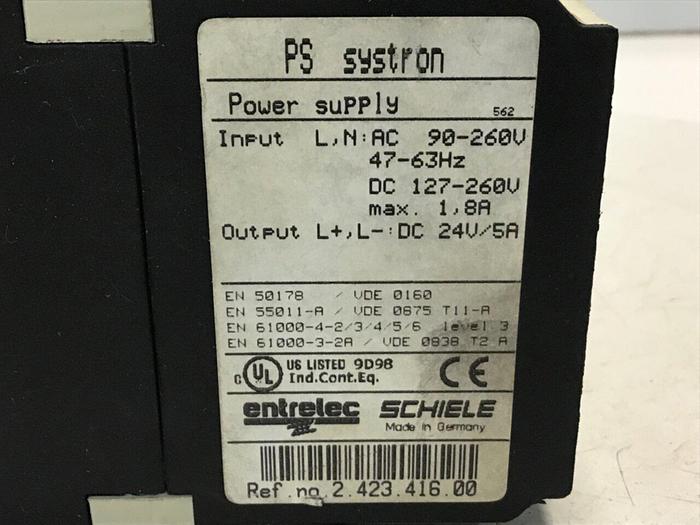 PS systron
Power supply 562
Input L,N:AC 90-260V
47-63Hz
DC 127-260V
max. 1,8A
Output L+,L-:DC 24V/5A
EN 50178 / VDE 0160
EN 55011-A / VDE 0875 T11-A
EN 61000-4-2/3/4/5/6 level 3
EN 61000-3-2A / VDE 0838 T2 A
C UL US LISTED 9D98
Ind.Cont.Eq. CE
entrelec SCHIELE
Made in Germany
Ref.no. 2.423.416.00